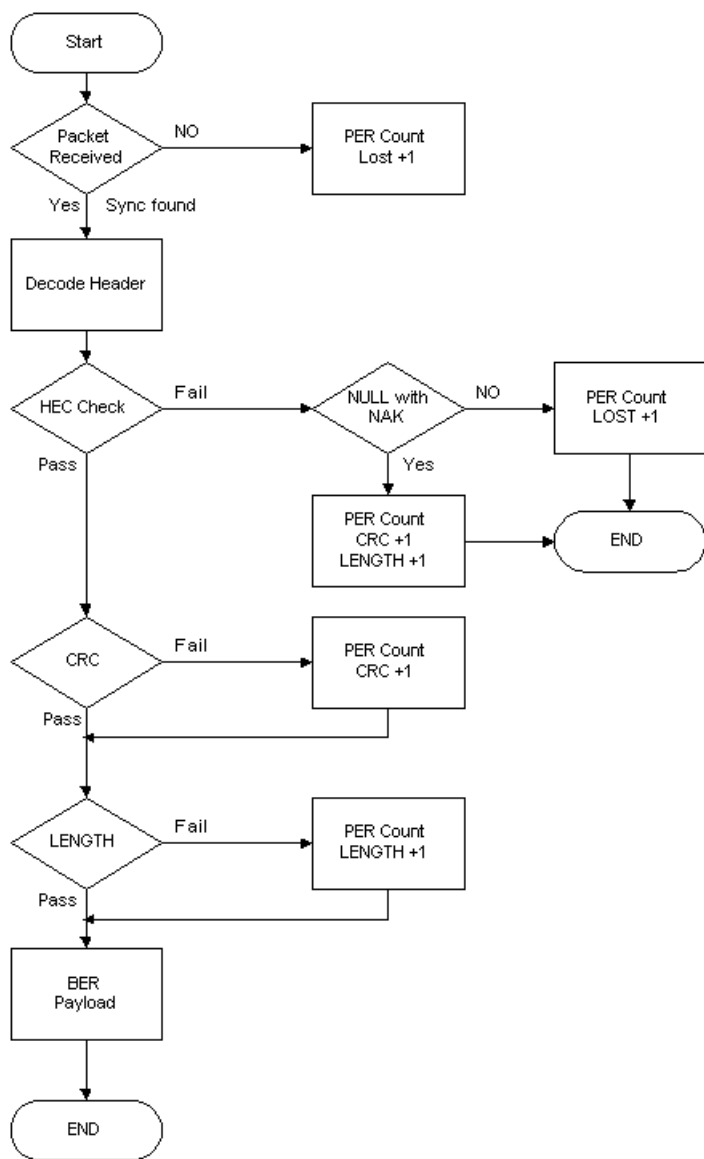 Start
Packet
Received
NO
PER Count
Lost +1
Yes
Sync found
Decode Header
HEC Check
Fail
NULL with
NAK
NO
PER Count
LOST +1
Pass
Yes
PER Count
CRC +1
LENGTH +1
END
CRC
Fail
PER Count
CRC +1
Pass
LENGTH
Fail
PER Count
LENGTH +1
Pass
BER
Payload
END